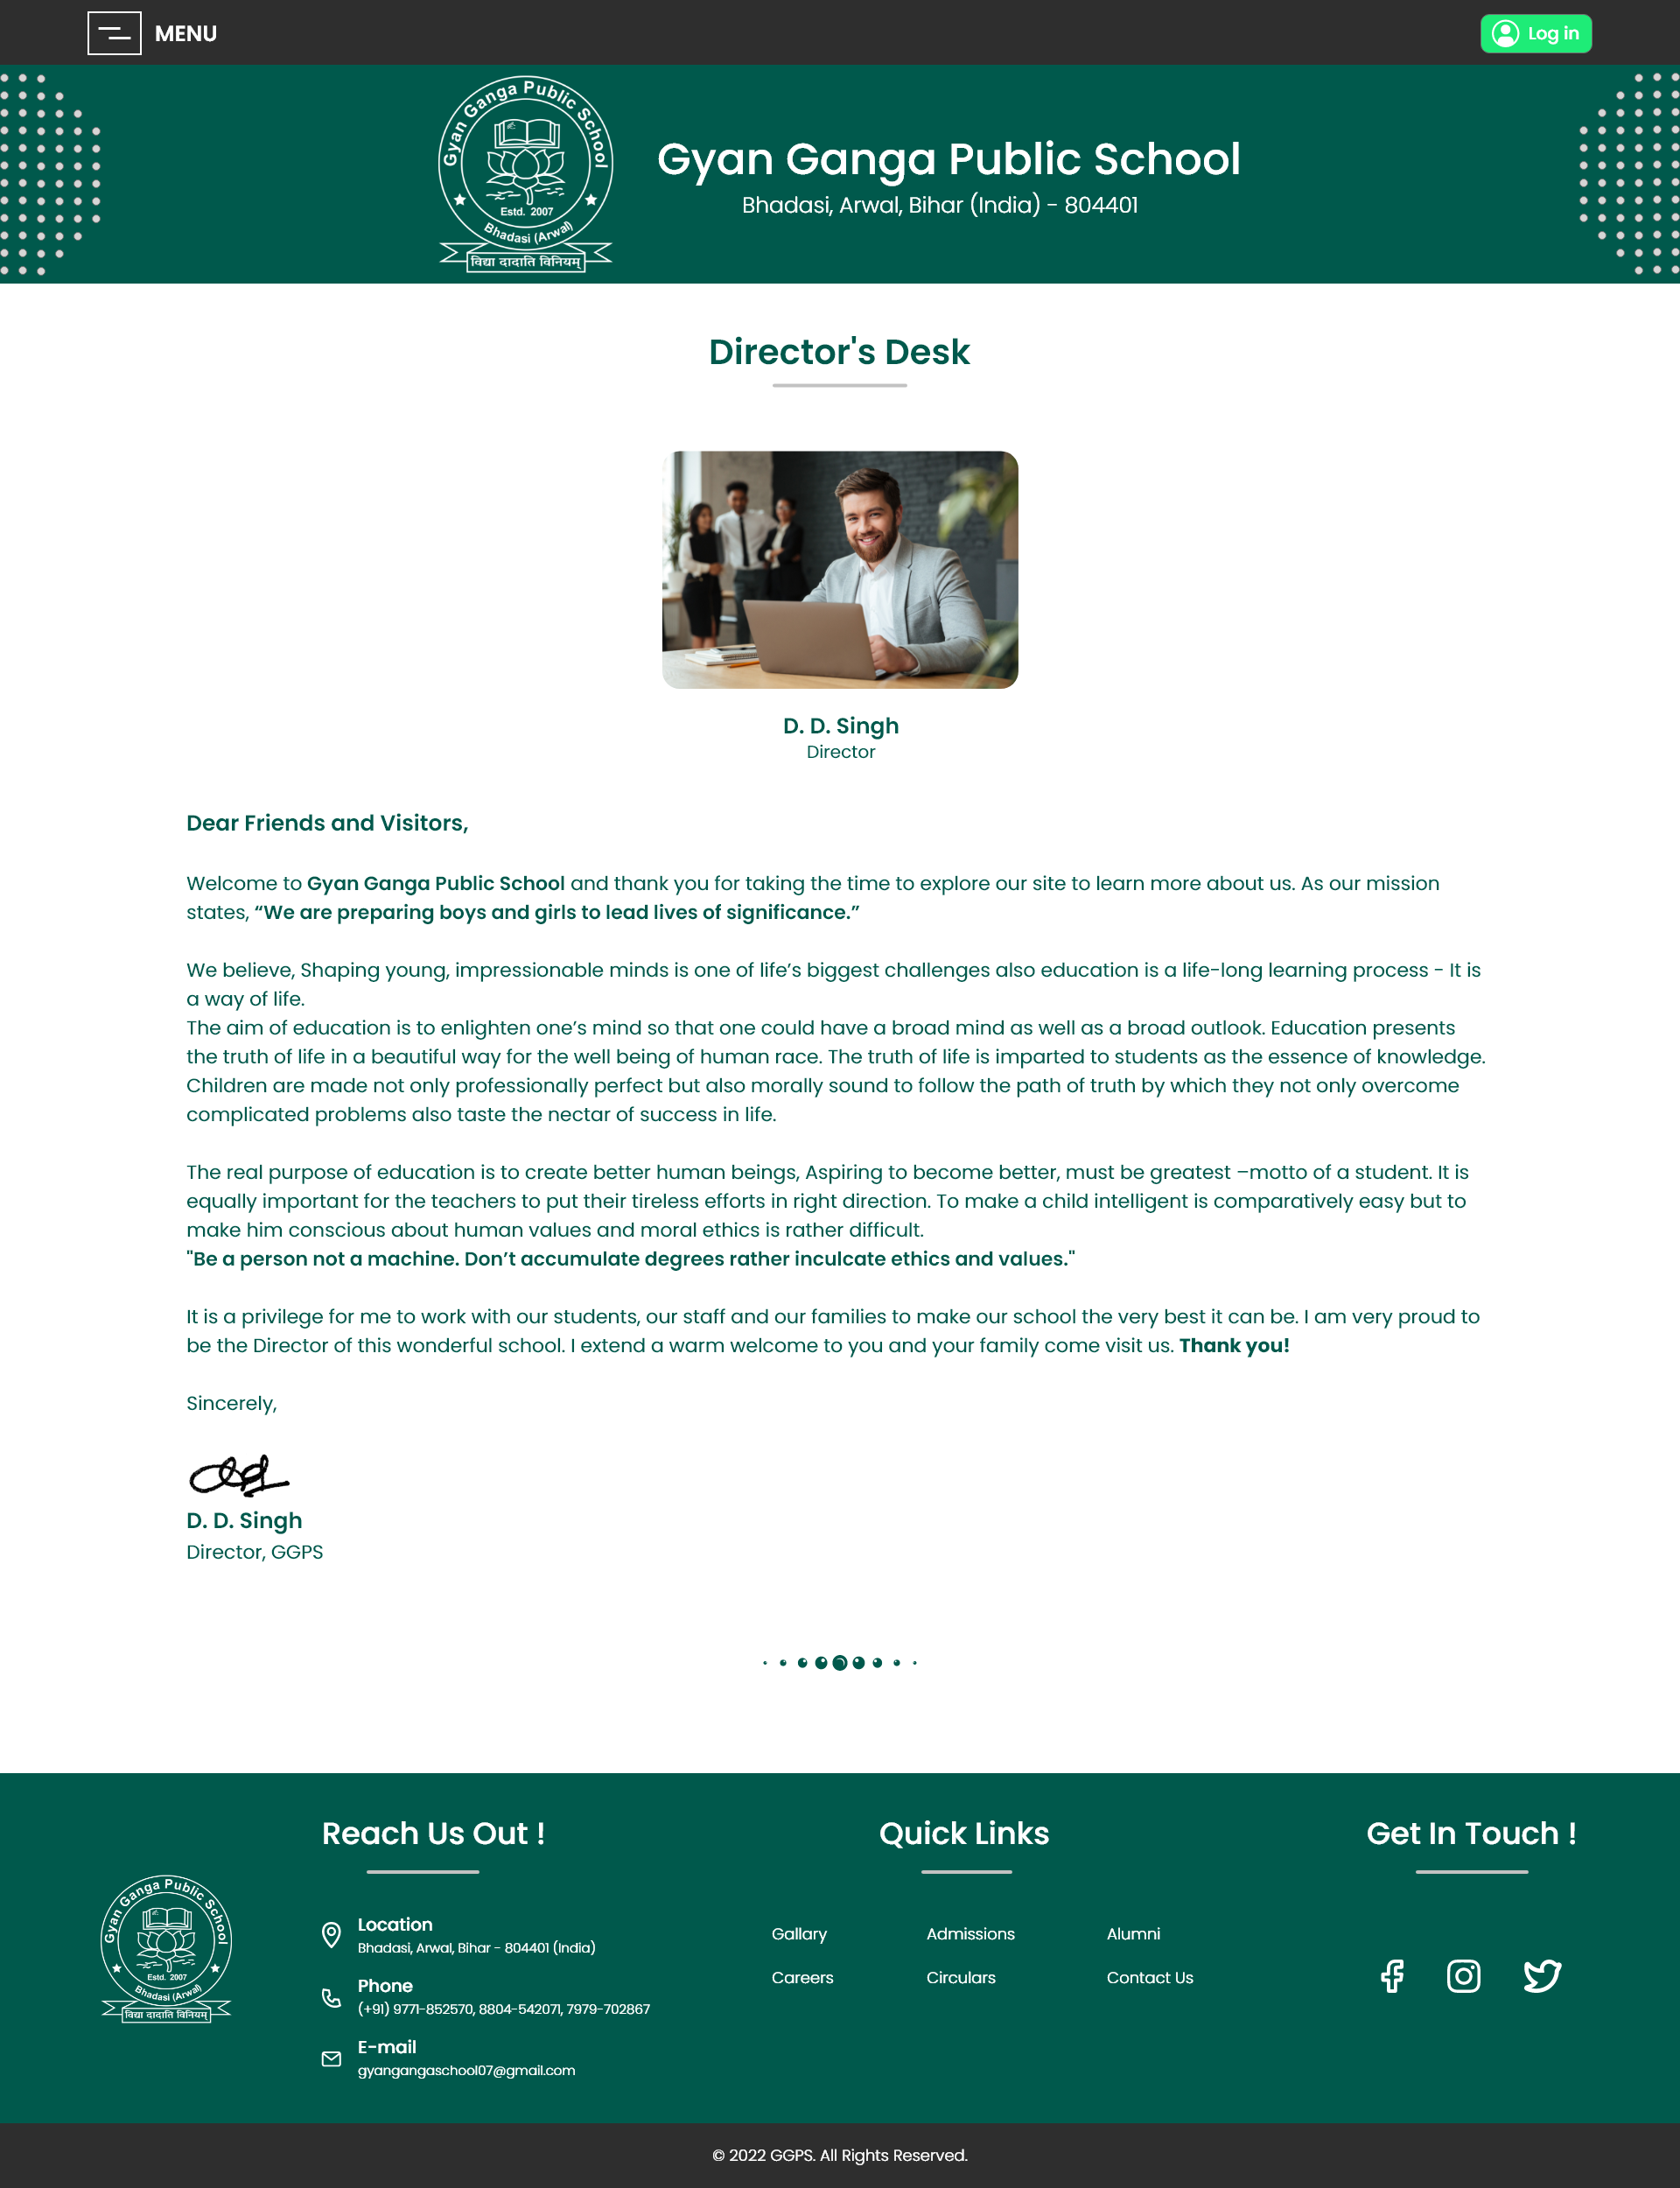 MENU
Log in
Gyan Ganga Public School
Estd. 2007
Bhadasi (Arwal)
विद्या दादाति विनियम्
Gyan Ganga Public School
Bhadasi, Arwal, Bihar (India) - 804401
Director's Desk
D. D. Singh
Director
Dear Friends and Visitors,
Welcome to Gyan Ganga Public School and thank you for taking the time to explore our site to learn more about us. As our mission
states, “We are preparing boys and girls to lead lives of significance.”
We believe, Shaping young, impressionable minds is one of life’s biggest challenges also education is a life-long learning process - It is
a way of life.
The aim of education is to enlighten one’s mind so that one could have a broad mind as well as a broad outlook. Education presents
the truth of life in a beautiful way for the well being of human race. The truth of life is imparted to students as the essence of knowledge.
Children are made not only professionally perfect but also morally sound to follow the path of truth by which they not only overcome
complicated problems also taste the nectar of success in life.
The real purpose of education is to create better human beings, Aspiring to become better, must be greatest –motto of a student. It is
equally important for the teachers to put their tireless efforts in right direction. To make a child intelligent is comparatively easy but to
make him conscious about human values and moral ethics is rather difficult.
"Be a person not a machine. Don’t accumulate degrees rather inculcate ethics and values."
It is a privilege for me to work with our students, our staff and our families to make our school the very best it can be. I am very proud to
be the Director of this wonderful school. I extend a warm welcome to you and your family come visit us. Thank you!
Sincerely,
D. D. Singh
Director, GGPS
Gyan Ganga Public School
Estd. 2007
Bhadasi (Arwal)
विद्या दादाति विनियम्
Reach Us Out !
Location
Bhadasi, Arwal, Bihar - 804401 (India)
Phone
(+91) 9771-852570, 8804-542071, 7979-702867
E-mail
gyangangaschool07@gmail.com
Quick Links
Gallary Admissions Alumni
Careers Circulars Contact Us
Get In Touch !
© 2022 GGPS. All Rights Reserved.